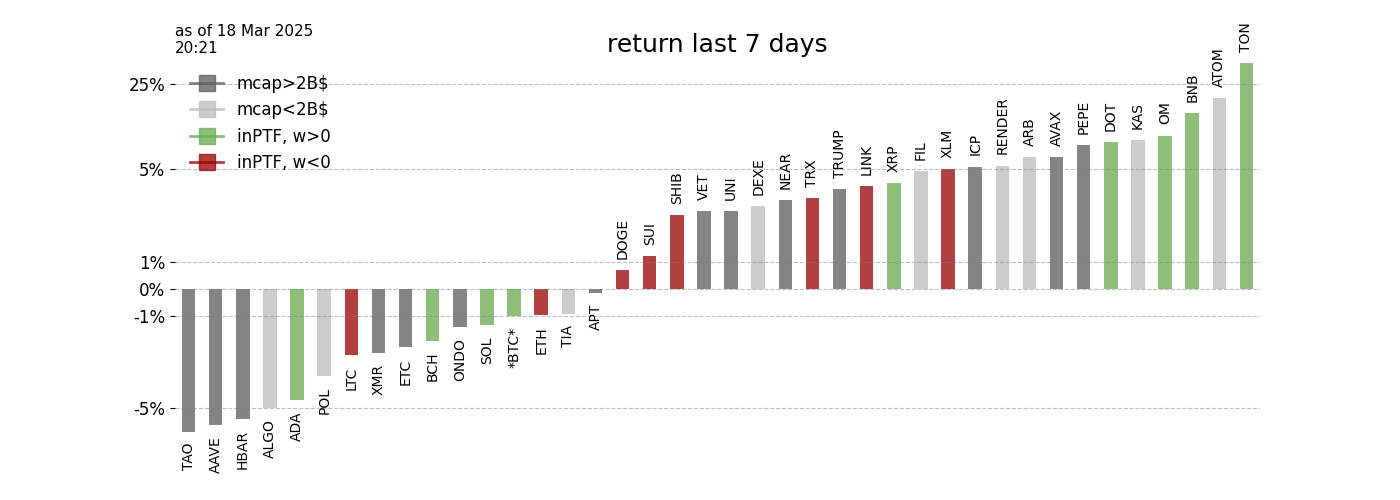 as of 18 Mar 2025
20:21
return last 7 days
mcap>2B$
mcap<2B$
inPTF, w>0
inPTF, w<0
25%
5%
1%
0%
-1%
-5%
TAO
AAVE
HBAR
ALGO
ADA
POL
LTC
XMR
ETC
BCH
ONDO
SOL
*BTC*
ETH
TIA
APT
DOGE
SUI
SHIB
VET
UNI
DEXE
NEAR
TRX
TRUMP
LINK
XRP
FIL
XLM
ICP
RENDER
ARB
AVAX
PEPE
DOT
KAS
OM
BNB
ATOM
TON